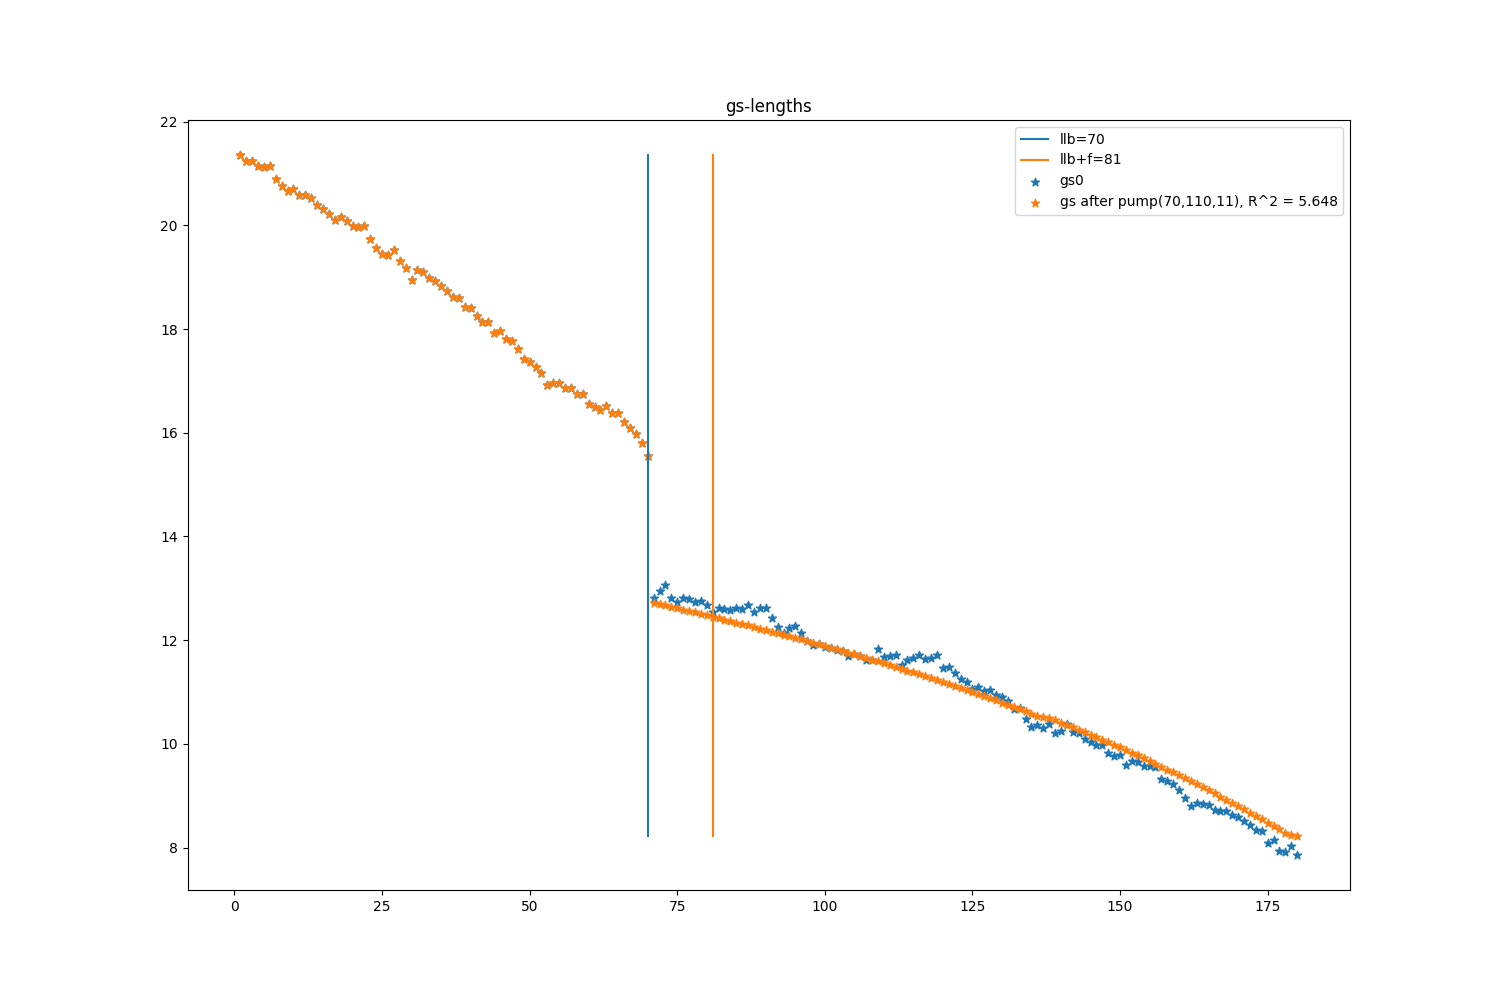 gs-lengths
llb=70
llb+f=81
gs0
gs after pump(70,110,11), R^2 = 5.648
22
20
18
16
14
12
10
8
0 25 50 75 100 125 150 175